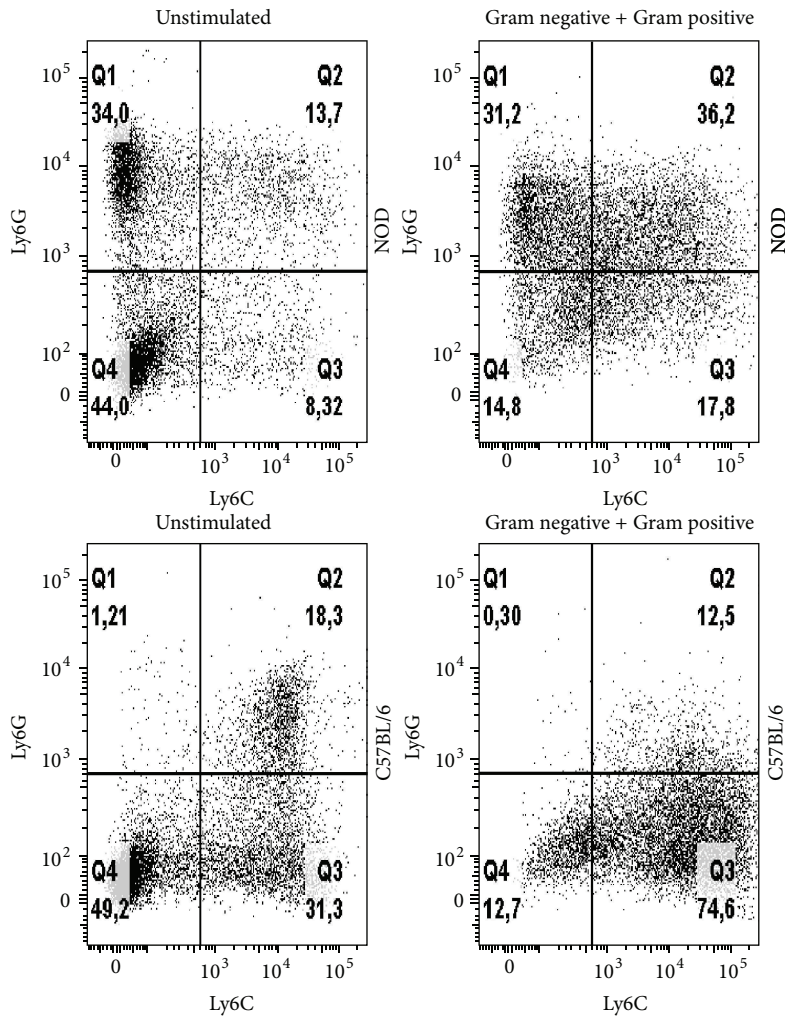 Unstimulated
Gram negative + Gram positive
Q1
Q2
34,0
13,7
Q4
Q3
44,0
8,32
10⁵
10⁴
10³
10²
0
Ly6G
0
10³
10⁴
10⁵
Ly6C
NOD
Q1
Q2
31,2
36,2
Q4
Q3
14,8
17,8
10⁵
10⁴
10³
10²
0
Ly6G
0
10³
10⁴
10⁵
Ly6C
NOD
Unstimulated
Gram negative + Gram positive
Q1
Q2
1,21
18,3
Q4
Q3
49,2
31,3
10⁵
10⁴
10³
10²
0
Ly6G
0
10³
10⁴
10⁵
Ly6C
C57BL/6
Q1
Q2
0,30
12,5
Q4
Q3
12,7
74,6
10⁵
10⁴
10³
10²
0
Ly6G
0
10³
10⁴
10⁵
Ly6C
C57BL/6